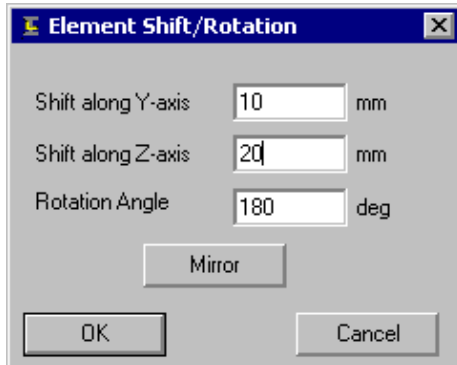 Element Shift/Rotation
Shift along Y-axis 10 mm
Shift along Z-axis 20 mm
Rotation Angle 180 deg
Mirror
OK Cancel